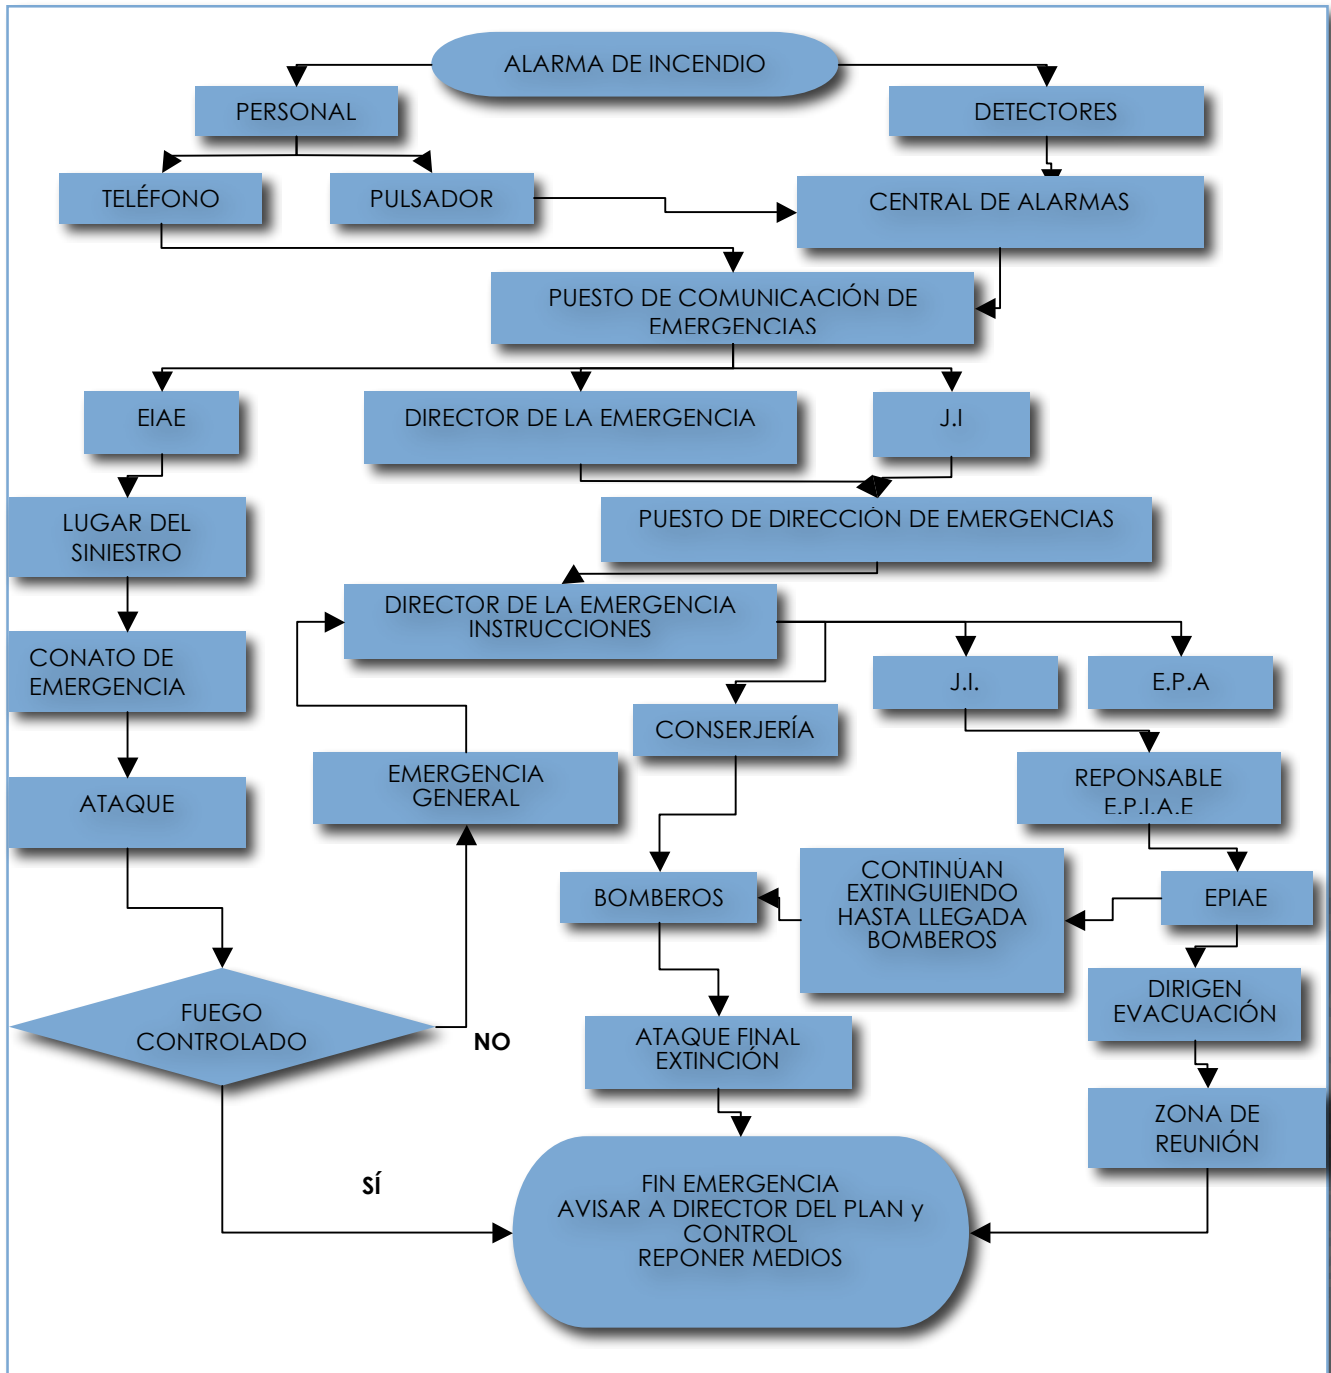 ALARMA DE INCENDIO
PERSONAL
DETECTORES
TELÉFONO
PULSADOR
CENTRAL DE ALARMAS
PUESTO DE COMUNICACIÓN DE
EMERGENCIAS
EIAE
DIRECTOR DE LA EMERGENCIA
J.I
LUGAR DEL
SINIESTRO
PUESTO DE DIRECCIÓN DE EMERGENCIAS
DIRECTOR DE LA EMERGENCIA
INSTRUCCIONES
CONATO DE
EMERGENCIA
J.I.
E.P.A
CONSERJERÍA
ATAQUE
EMERGENCIA
GENERAL
REPONSABLE
E.P.I.A.E
BOMBEROS
CONTINÚAN
EXTINGUIENDO
HASTA LLEGADA
BOMBEROS
EPIAE
FUEGO
CONTROLADO
NO
ATAQUE FINAL
EXTINCIÓN
DIRIGEN
EVACUACIÓN
ZONA DE
REUNIÓN
SÍ
FIN EMERGENCIA
AVISAR A DIRECTOR DEL PLAN y
CONTROL
REPONER MEDIOS